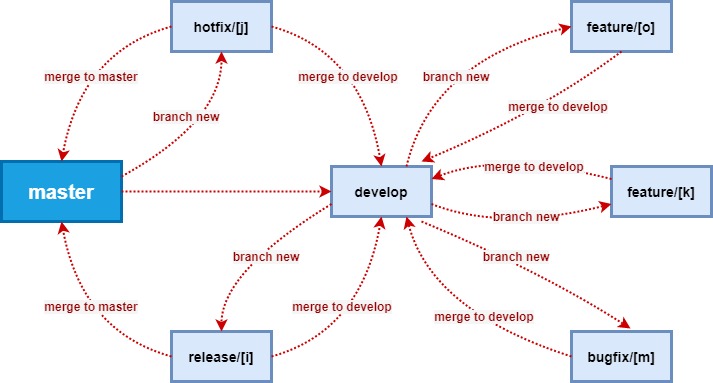 hotfix/[j]
feature/[o]
merge to master
merge to develop
branch new
merge to develop
branch new
merge to develop
master
develop
feature/[k]
branch new
branch new
branch new
merge to master
merge to develop
merge to develop
release/[i]
bugfix/[m]